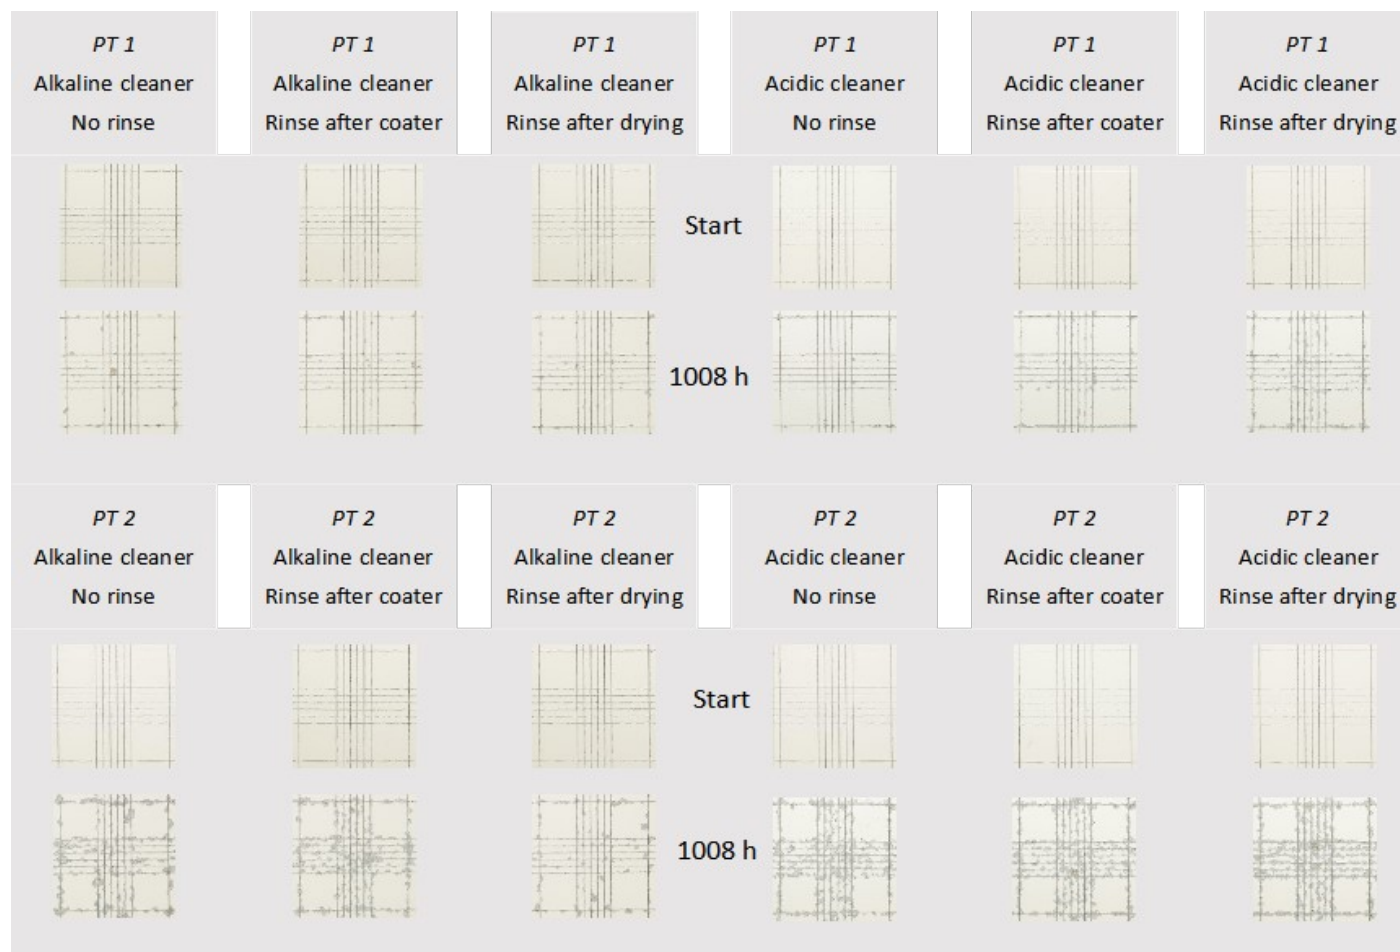 PT 1
Alkaline cleaner
No rinse
PT 1
Alkaline cleaner
Rinse after coater
PT 1
Alkaline cleaner
Rinse after drying
PT 1
Acidic cleaner
No rinse
PT 1
Acidic cleaner
Rinse after coater
PT 1
Acidic cleaner
Rinse after drying
Start
1008 h
PT 2
Alkaline cleaner
No rinse
PT 2
Alkaline cleaner
Rinse after coater
PT 2
Alkaline cleaner
Rinse after drying
PT 2
Acidic cleaner
No rinse
PT 2
Acidic cleaner
Rinse after coater
PT 2
Acidic cleaner
Rinse after drying
Start
1008 h